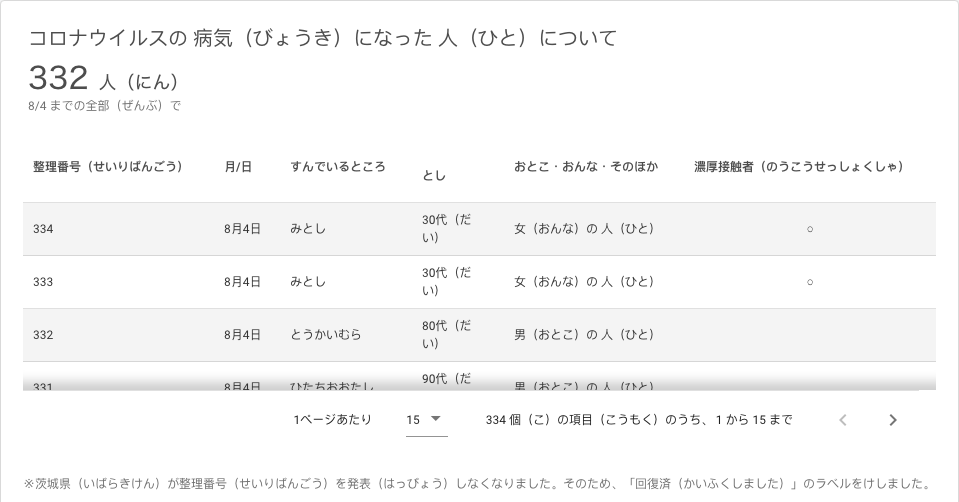 コロナウイルスの 病気（びょうき）になった 人（ひと）について
332 人（にん）
8/4 までの全部（ぜんぶ）で
整理番号（せいりばんごう） 月/日 すんでいるところ とし おとこ・おんな・そのほか 濃厚接触者（のうこうせっしょくしゃ）
334 8月4日 みとし 30代（だい） 女（おんな）の 人（ひと） ○
333 8月4日 みとし 30代（だい） 女（おんな）の 人（ひと） ○
332 8月4日 とうかいむら 80代（だい） 男（おとこ）の 人（ひと）
331 8月4日 ひたちおおたし 90代（だ 男（おとこ）の 人（ひと）
1ページあたり 15 334 個（こ）の項目（こうもく）のうち、1 から 15 まで
※茨城県（いばらきけん）が整理番号（せいりばんごう）を発表（はっぴょう）しなくなりました。そのため、「回復済（かいふくしました）」のラベルをけしました。